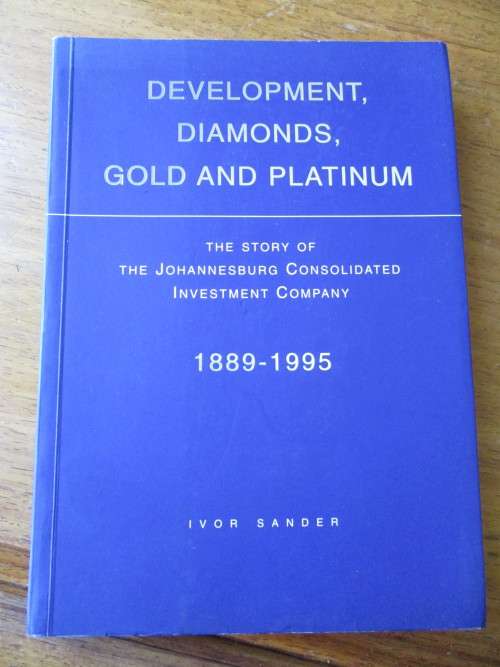 DEVELOPMENT,
DIAMONDS,
GOLD AND PLATINUM
THE STORY OF
THE JOHANNESBURG CONSOLIDATED
INVESTMENT COMPANY
1889-1995
IVOR SANDER